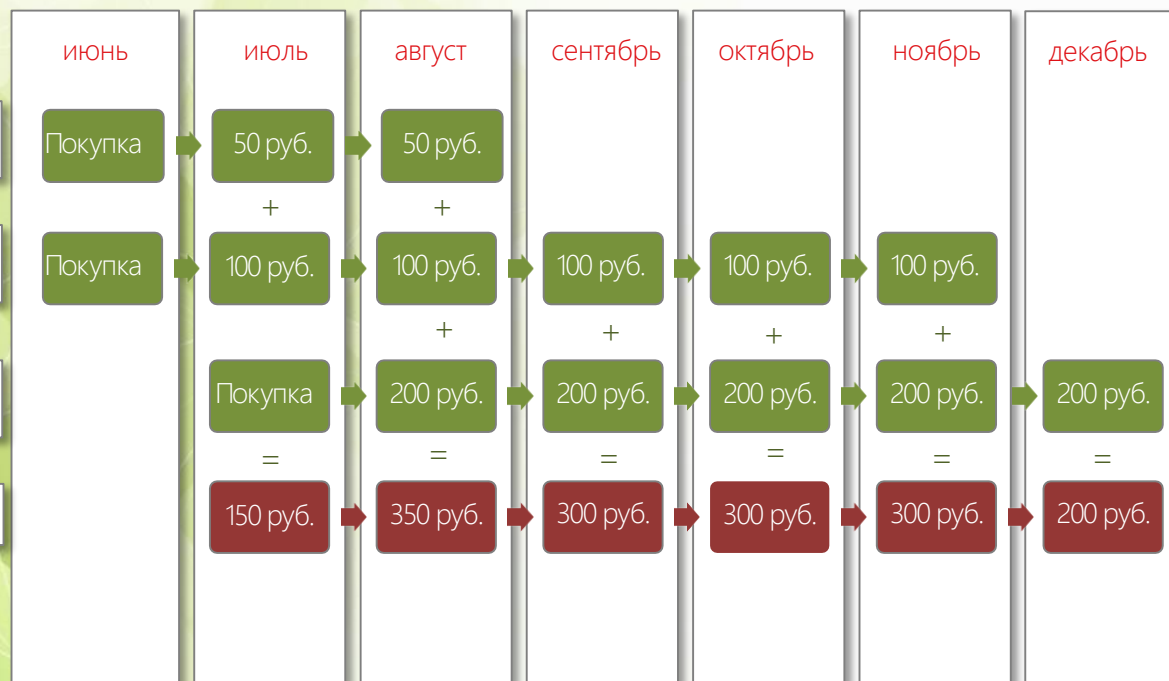 июнь июль август сентябрь октябрь ноябрь декабрь
Покупка 50 руб. 50 руб.
+ +
Покупка 100 руб. 100 руб. 100 руб. 100 руб. 100 руб.
+ + + +
Покупка 200 руб. 200 руб. 200 руб. 200 руб. 200 руб.
= = = = = =
150 руб. 350 руб. 300 руб. 300 руб. 300 руб. 200 руб.